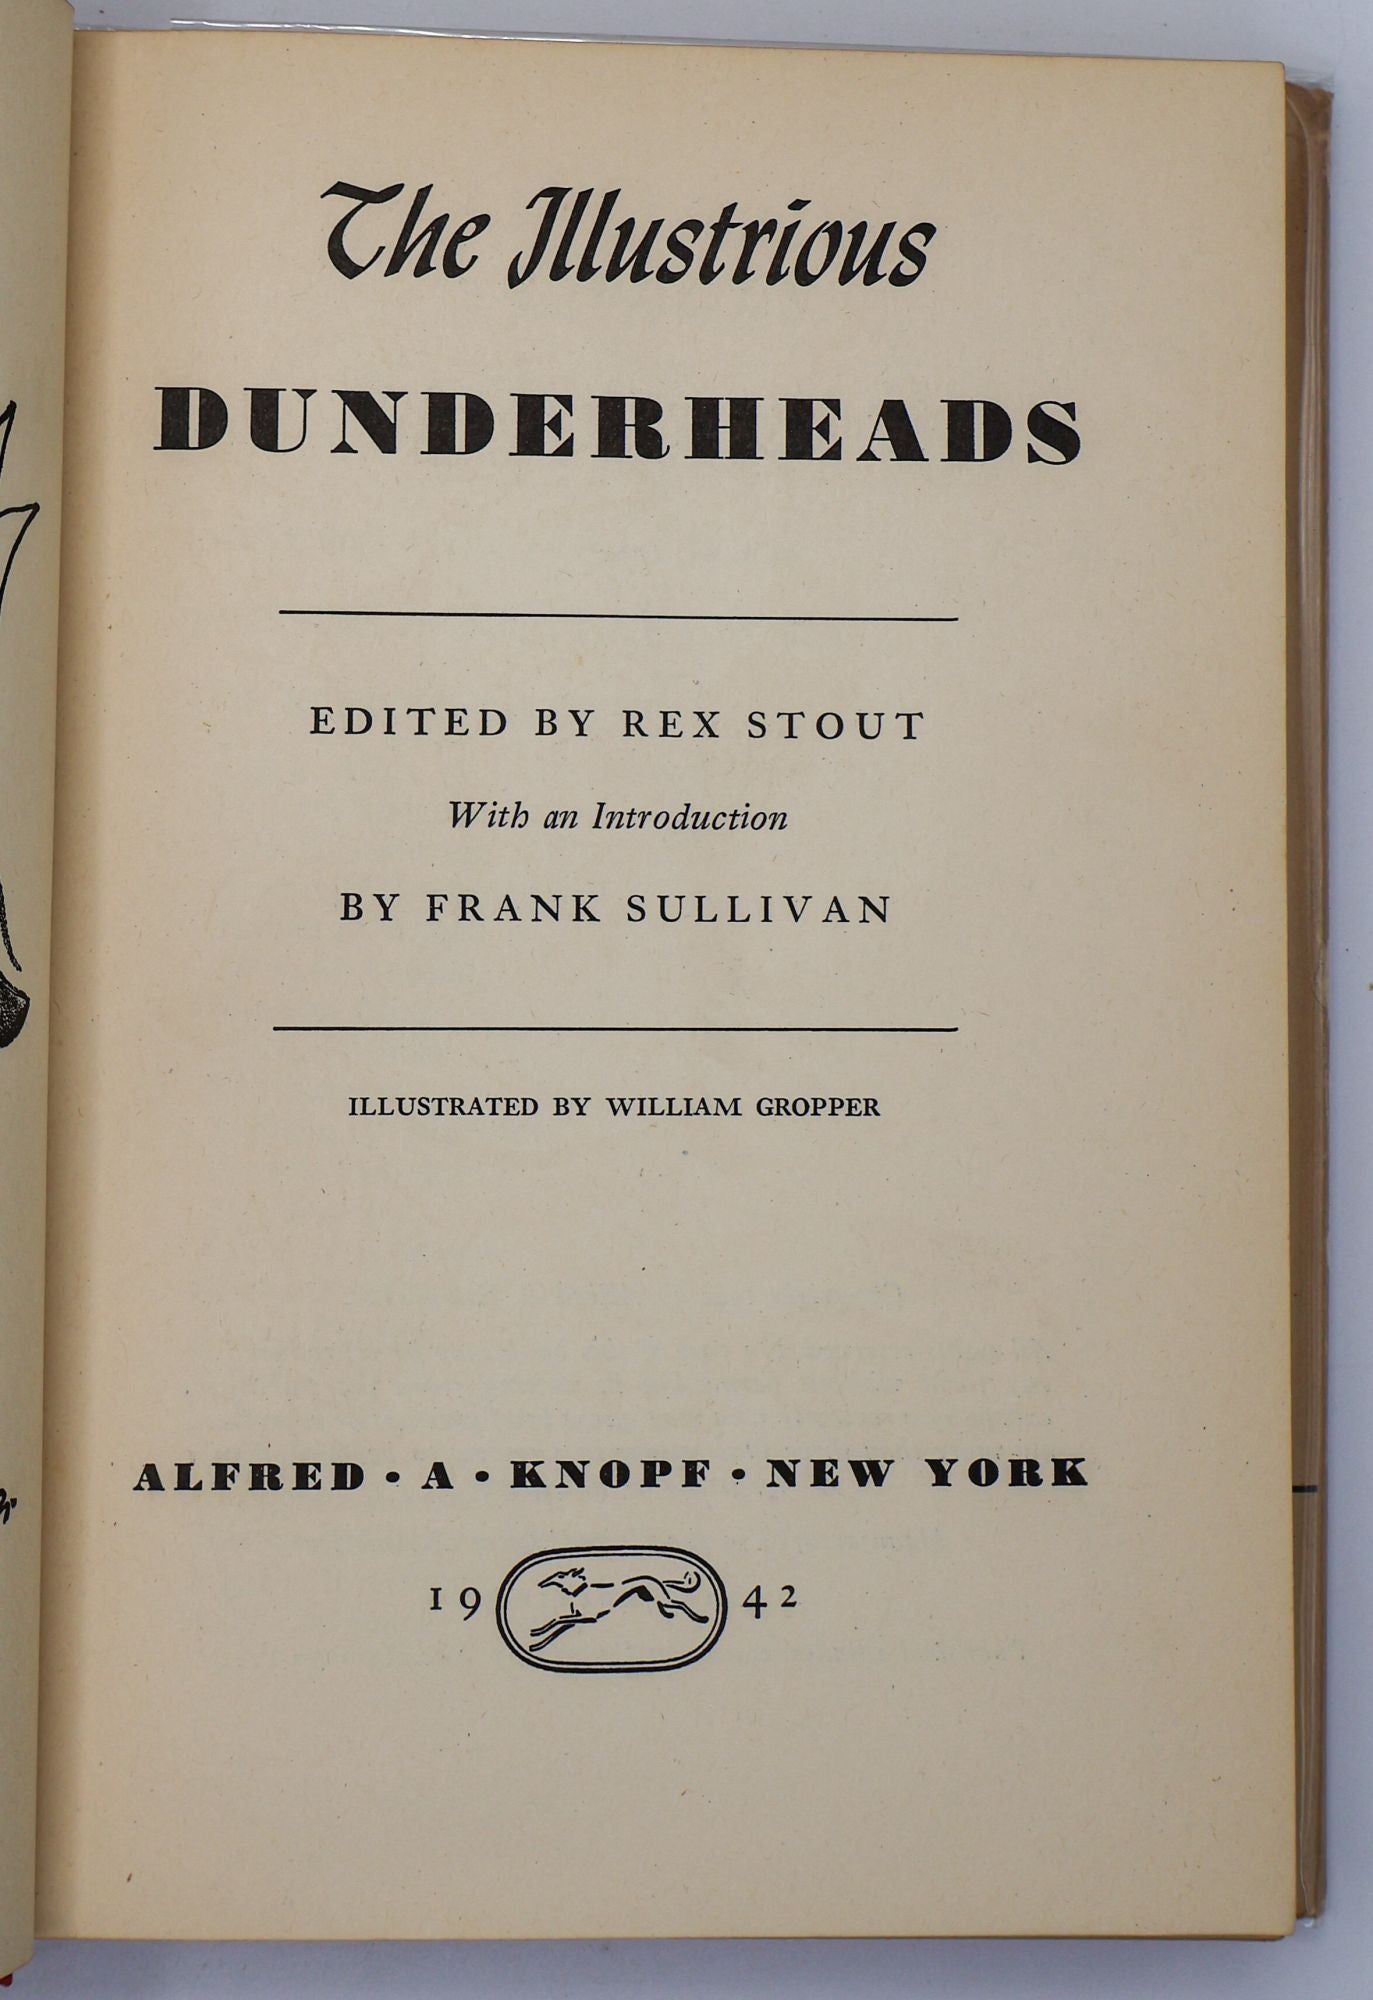 The Illustrious
DUNDERHEADS
EDITED BY REX STOUT
With an Introduction
BY FRANK SULLIVAN
ILLUSTRATED BY WILLIAM GROPPER
ALFRED • A • KNOPF • NEW YORK
19 42